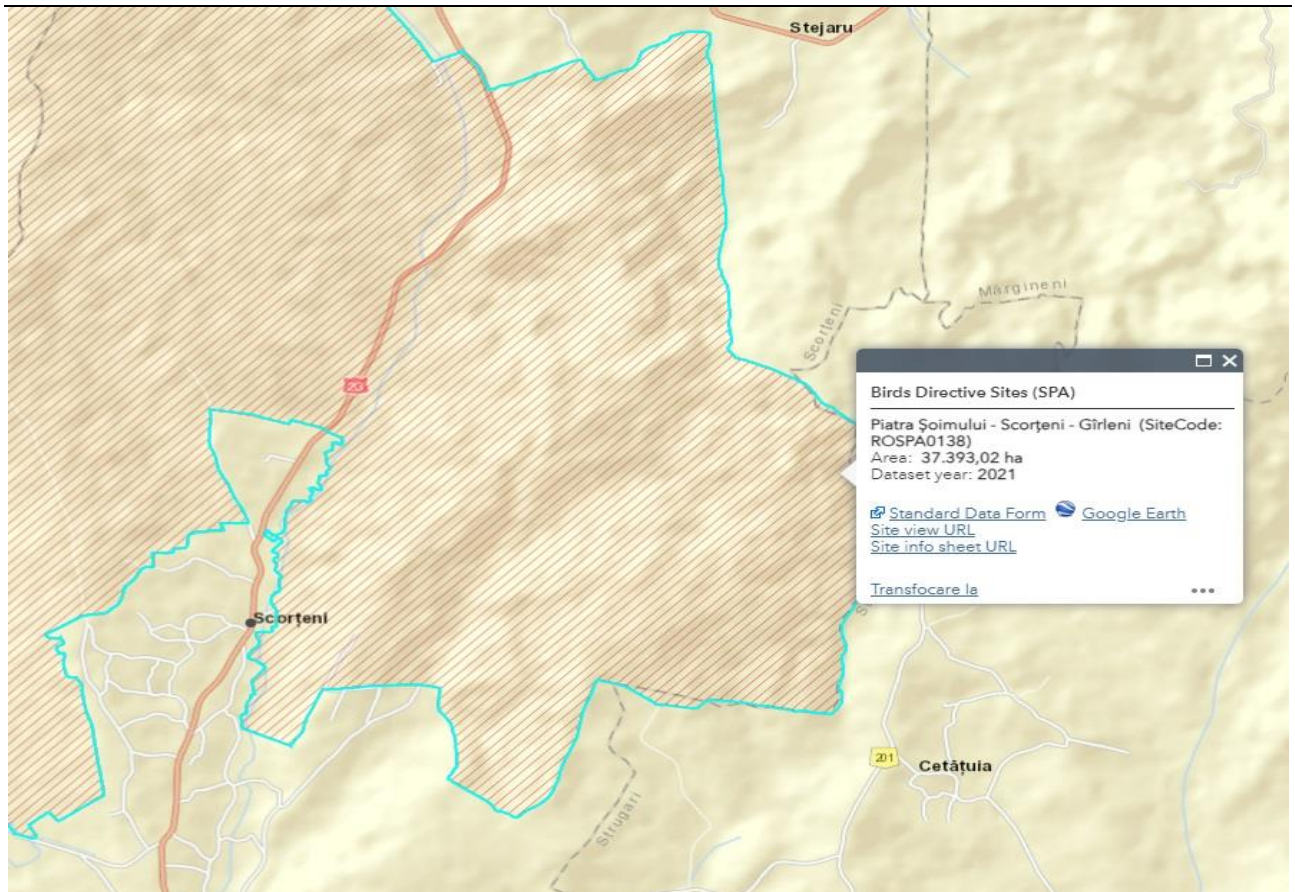 Stejaru
Mărgineni
Scorțeni
2G
Birds Directive Sites (SPA)
Piatra Șoimului - Scorțeni - Gîrleni (SiteCode:
ROSPA0138)
Area: 37.393,02 ha
Dataset year: 2021
Standard Data Form Google Earth
Site view URL
Site info sheet URL
Transfocare la
Scorțeni
201
Cetățuia
Strugari